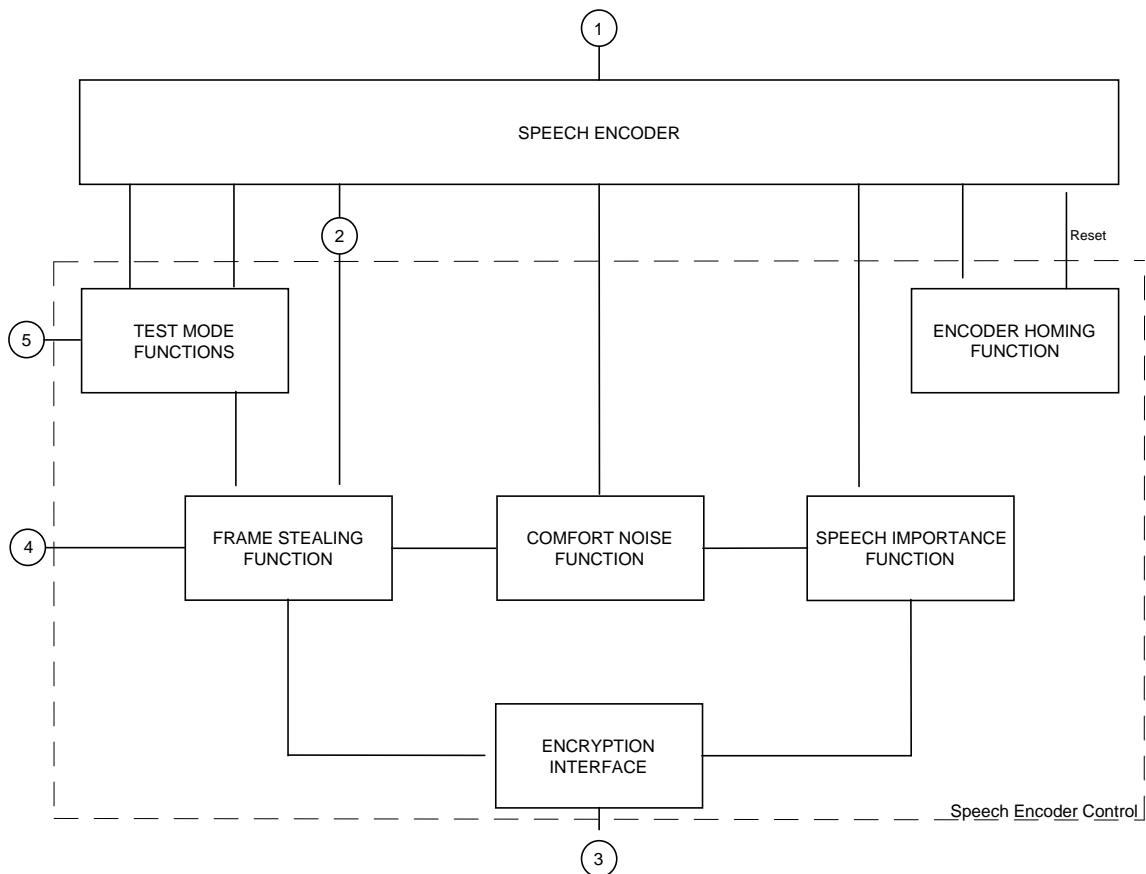 1
SPEECH ENCODER
2
Reset
TEST MODE
FUNCTIONS
ENCODER HOMING
FUNCTION
5
FRAME STEALING
FUNCTION
COMFORT NOISE
FUNCTION
SPEECH IMPORTANCE
FUNCTION
4
ENCRYPTION
INTERFACE
Speech Encoder Control
3